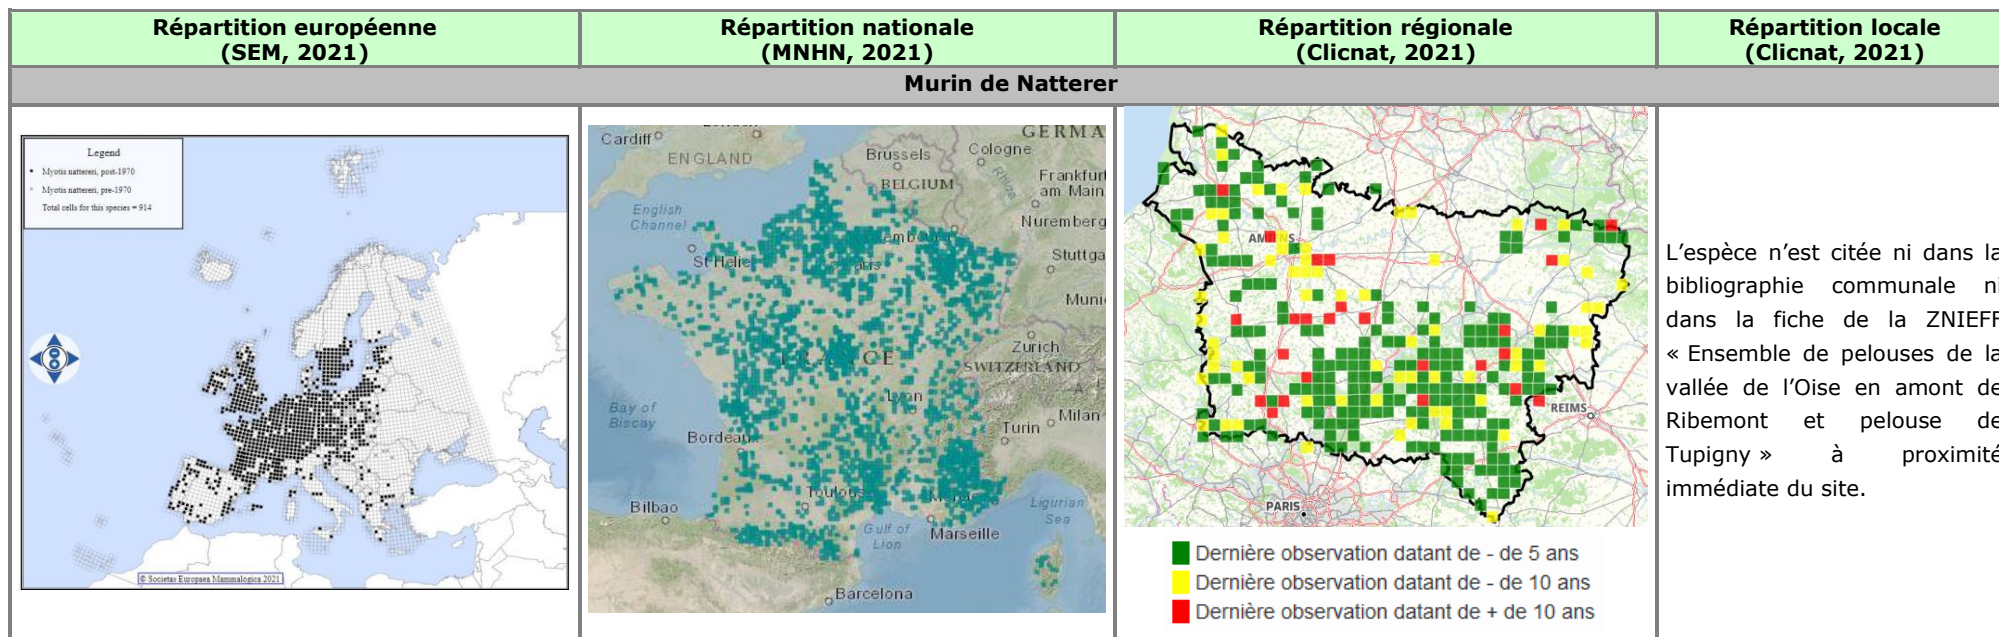 Répartition européenne
(SEM, 2021)
Répartition nationale
(MNHN, 2021)
Répartition régionale
(Clicnat, 2021)
Répartition locale
(Clicnat, 2021)
Murin de Natterer
Legend
Myotis nattereri, post-1970
Myotis nattereri, pre-1970
Total cells for this species = 914
© Societas Europaea Mammalogica 2021
Cardiff
ENGLAND
GERMA
Brussels
Cologne
BELGIUM
Rhine
Frankfurt
am Main
English
Channel
Nuremberg
embou
St Helie
Paris
Stuttga
Muni
FRANCE
Zurich
SWITZERLAND
Bay of
Biscay
Lyon
Milan
Turin
Bordeau
Toulous
Bilbao
Gulf of
Lion
Marseille
Ligurian
Sea
Barcelona
AMIENS
REIMS
PARIS
Dernière observation datant de - de 5 ans
Dernière observation datant de - de 10 ans
Dernière observation datant de + de 10 ans
L’espèce n’est citée ni dans la
bibliographie communale ni
dans la fiche de la ZNIEFF
« Ensemble de pelouses de la
vallée de l’Oise en amont de
Ribemont et pelouse de
Tupigny » à proximité
immédiate du site.